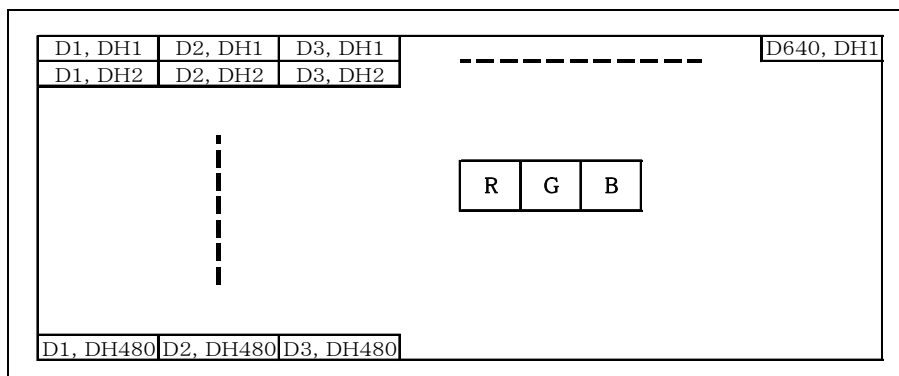 D1, DH1 D2, DH1 D3, DH1 D640, DH1
D1, DH2 D2, DH2 D3, DH2
R G B
D1, DH480 D2, DH480 D3, DH480